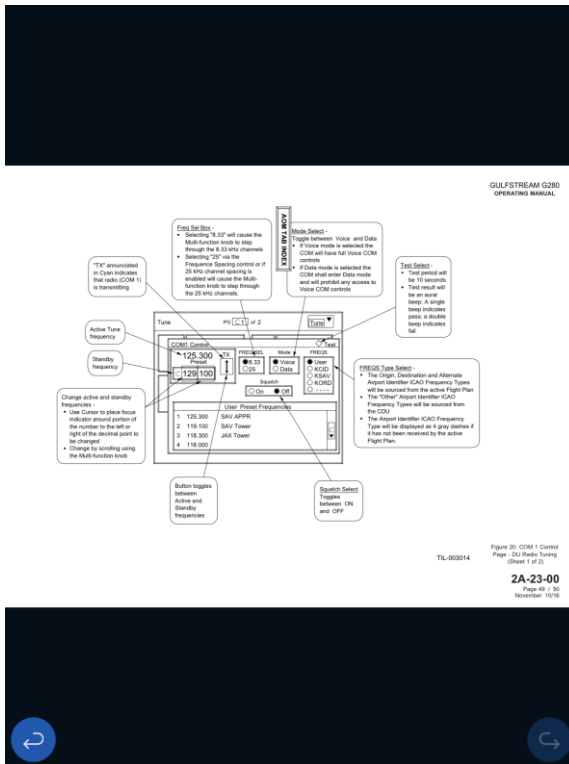 GULFSTREAM G280
OPERATING MANUAL
AOM TAB INDEX
Freq Sel Box -
• Selecting "8.33" will cause the
Multi-function knob to step
through the 8.33 kHz channels
• Selecting "25" via the
Frequence Spacing control or if
25 kHz channel spacing is
enabled will cause the Multi-
function knob to step through
the 25 kHz channels.
Mode Select -
Toggle between Voice and Data
• If Voice mode is selected the
COM will have full Voice COM
controls
• If Data mode is selected the
COM shall enter Data mode
and will prohibit any access to
Voice COM controls
"TX" annunciated
in Cyan indicates
that radio (COM 1)
is transmitting
Test Select -
• Test period will
be 10 seconds
• Test result will
be an aural
beep: A single
beep indicates
pass; a double
beep indicates
fail
Active Tune
frequency
Standby
frequency
Change active and standby
frequencies -
• Use Cursor to place focus
indicator around portion of
the number to the left or
right of the decimal point to
be changed
• Change by scrolling using
the Multi-function knob
Tune PG [ 1 ] of 2 Tune
COM1 Control Test
125.300 TX FREQSEL Mode FREQS
Preset 8.33 Voice User
129 100 25 Data KCID
KSAV
Squelch KORD
On Off - - - -
User Preset Frequencies
1 125.300 SAV APPR
2 119.100 SAV Tower
3 118.300 JAX Tower
4 118.000
FREQS Type Select -
• The Origin, Destination and Alternate
Airport Identifier ICAO Frequency Types
will be sourced from the active Flight Plan
• The "Other" Airport Identifier ICAO
Frequency Types will be sourced from
the CDU
• The Airport Identifier ICAO Frequency
Type will be displayed as 4 gray dashes if
it has not been received by the active
Flight Plan.
Button toggles
between
Active and
Standby
frequencies
Squelch Select
Toggles
between ON
and OFF
TIL-003014
Figure 20. COM 1 Control
Page - DU Radio Tuning
(Sheet 1 of 2)
2A-23-00
Page 49 / 50
November 10/16